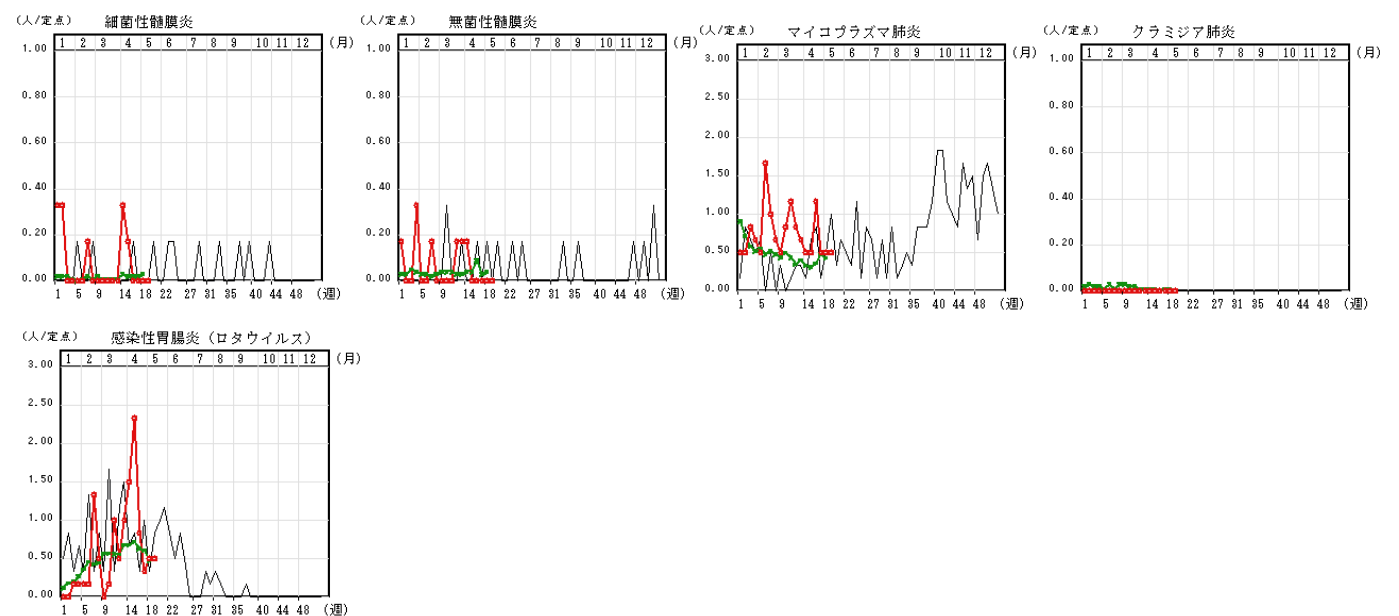 (人/定点) 細菌性髄膜炎
1.00 1 2 3 4 5 6 7 8 9 10 11 12 (月)
0.80
0.60
0.40
0.20
0.00
1 5 9 14 18 22 27 31 35 40 44 48 (週)
(人/定点) 無菌性髄膜炎
1.00 1 2 3 4 5 6 7 8 9 10 11 12 (月)
0.80
0.60
0.40
0.20
0.00
1 5 9 14 18 22 27 31 35 40 44 48 (週)
(人/定点) マイコプラズマ肺炎
3.00 1 2 3 4 5 6 7 8 9 10 11 12 (月)
2.50
2.00
1.50
1.00
0.50
0.00
1 5 9 14 18 22 27 31 35 40 44 48 (週)
(人/定点) クラミジア肺炎
1.00 1 2 3 4 5 6 7 8 9 10 11 12 (月)
0.80
0.60
0.40
0.20
0.00
1 5 9 14 18 22 27 31 35 40 44 48 (週)
(人/定点) 感染性胃腸炎(ロタウイルス)
3.00 1 2 3 4 5 6 7 8 9 10 11 12 (月)
2.50
2.00
1.50
1.00
0.50
0.00
1 5 9 14 18 22 27 31 35 40 44 48 (週)